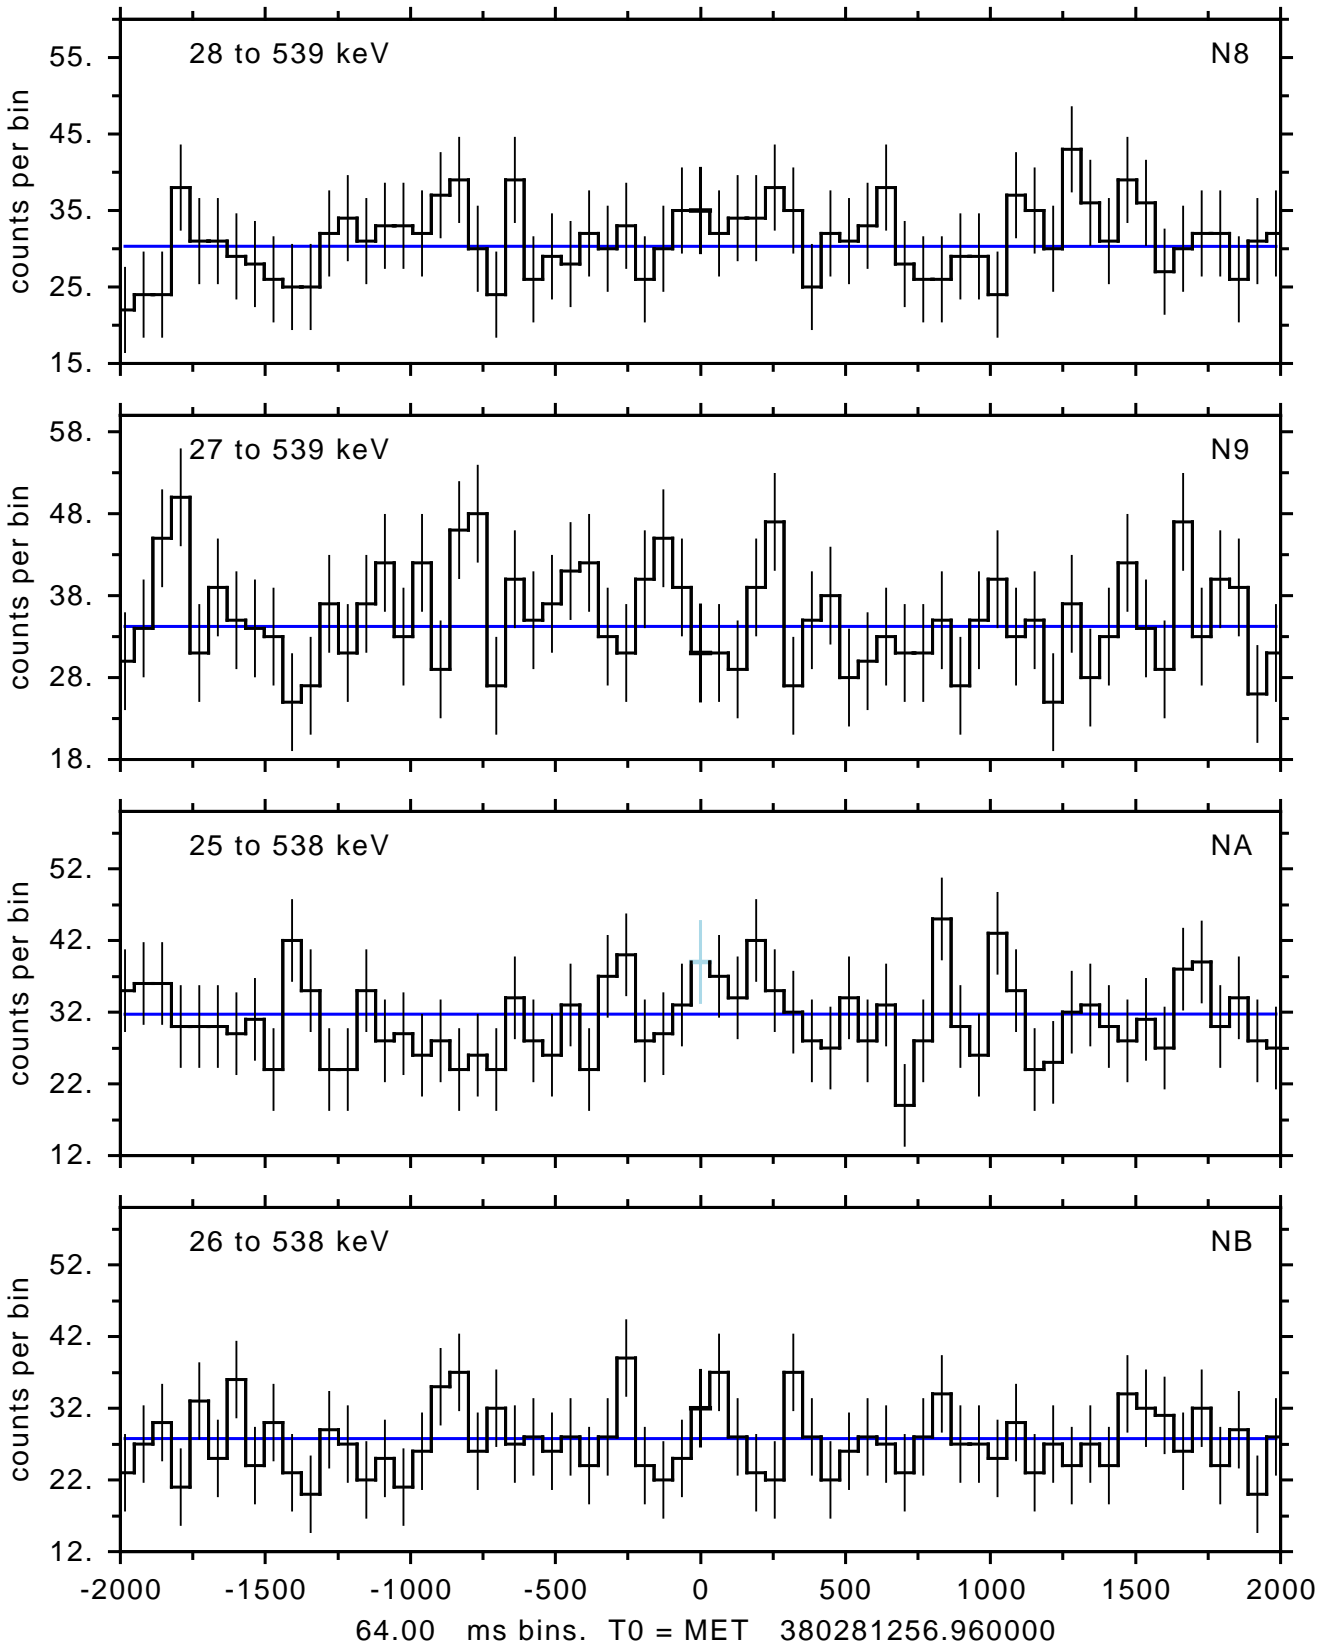 28 to 539 keV N8
55.
45.
35.
25.
15.
counts per bin
27 to 539 keV N9
58.
48.
38.
28.
18.
counts per bin
25 to 538 keV NA
52.
42.
32.
22.
12.
counts per bin
26 to 538 keV NB
52.
42.
32.
22.
12.
counts per bin
-2000 -1500 -1000 -500 0 500 1000 1500 2000
64.00 ms bins. T0 = MET 380281256.960000